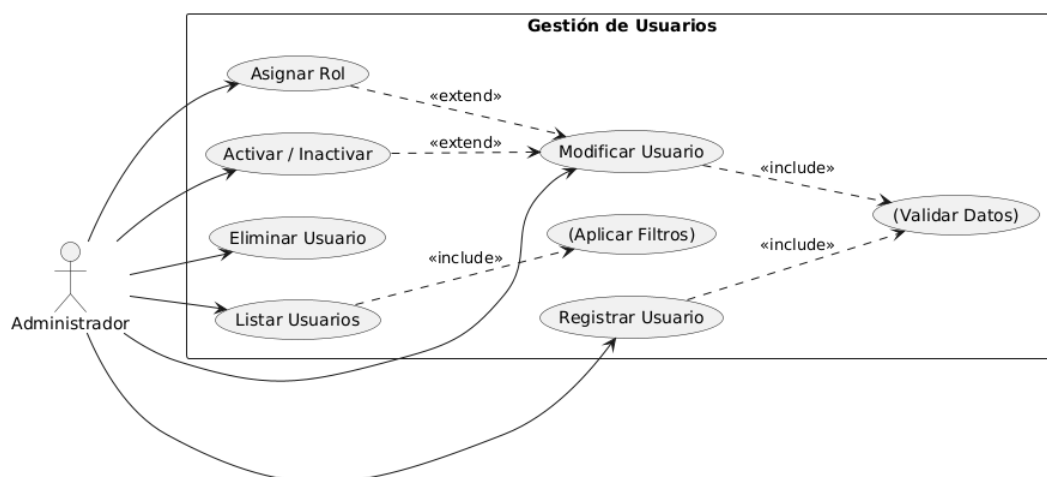 Gestión de Usuarios
Asignar Rol
«extend»
Activar / Inactivar
«extend»
Modificar Usuario
«include»
(Validar Datos)
Eliminar Usuario
(Aplicar Filtros)
«include»
«include»
Listar Usuarios
Registrar Usuario
Administrador